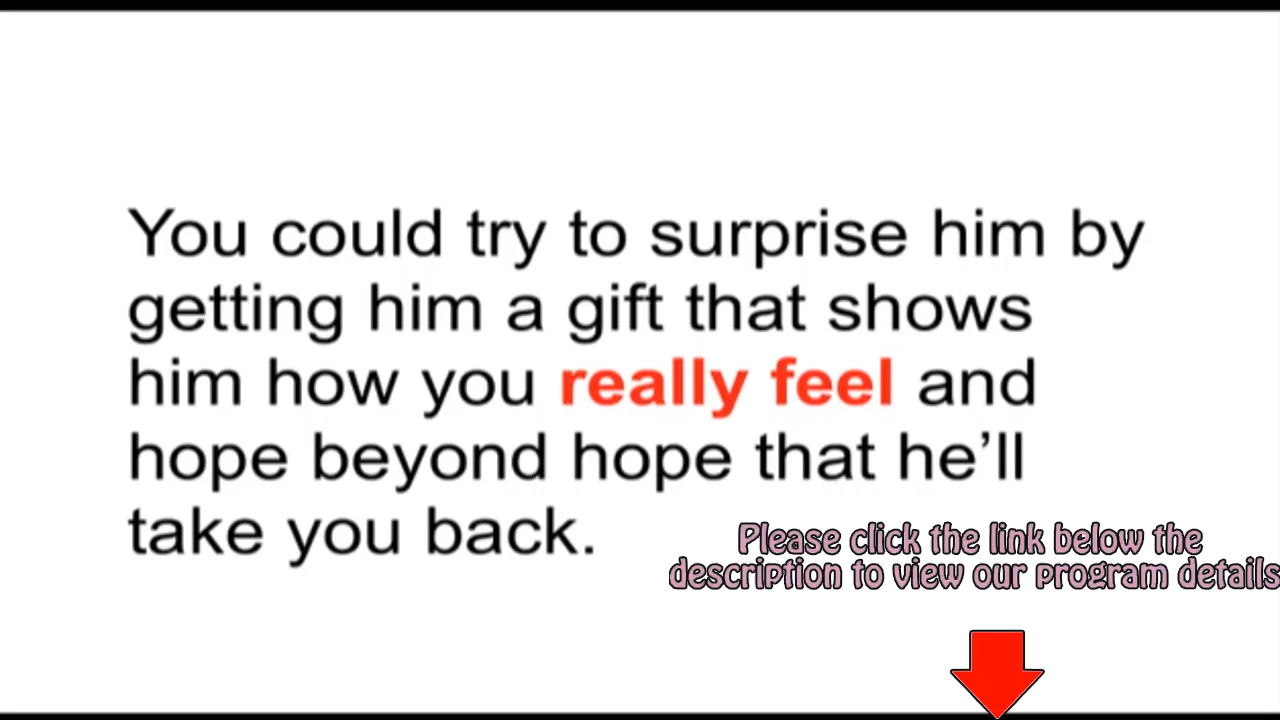 You could try to surprise him by
getting him a gift that shows
him how you really feel and
hope beyond hope that he’ll
take you back.
Please click the link below the
description to view our program details